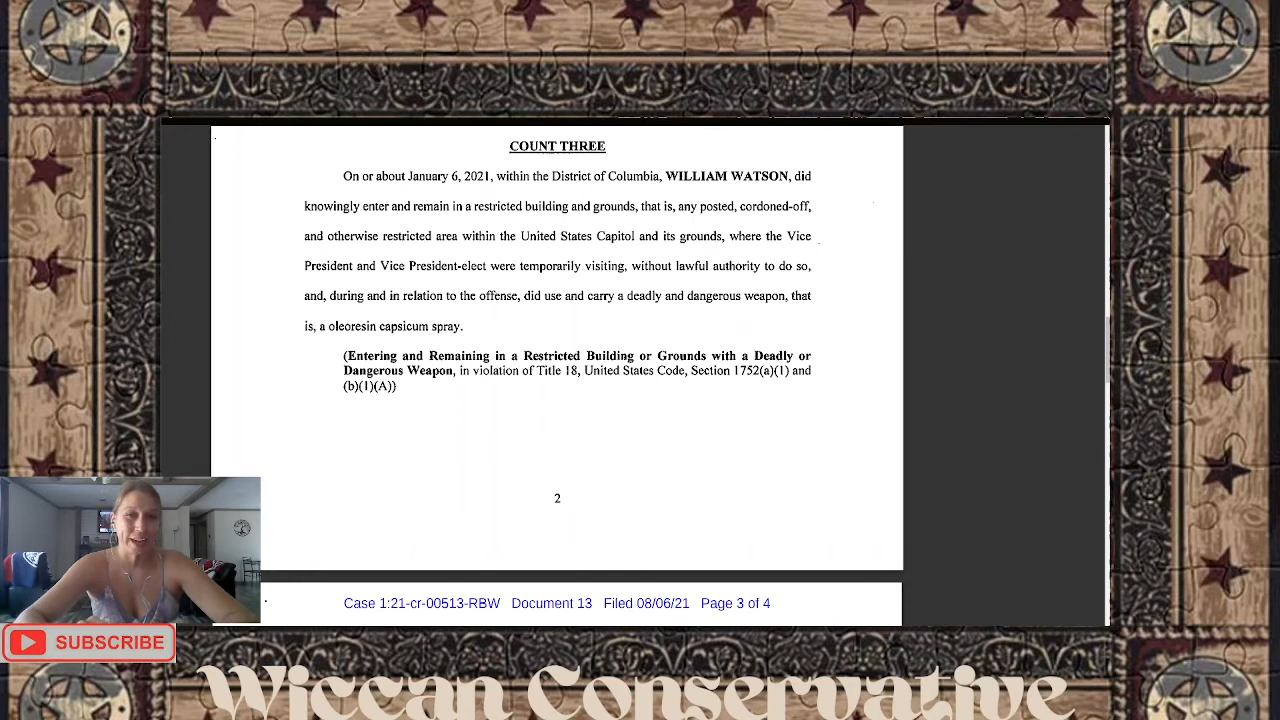 COUNT THREE
On or about January 6, 2021, within the District of Columbia, WILLIAM WATSON, did
knowingly enter and remain in a restricted building and grounds, that is, any posted, cordoned-off,
and otherwise restricted area within the United States Capitol and its grounds, where the Vice
President and Vice President-elect were temporarily visiting, without lawful authority to do so,
and, during and in relation to the offense, did use and carry a deadly and dangerous weapon, that
is, a oleoresin capsicum spray.
(Entering and Remaining in a Restricted Building or Grounds with a Deadly or
Dangerous Weapon, in violation of Title 18, United States Code, Section 1752(a)(1) and
(b)(1)(A))
2
Case 1:21-cr-00513-RBW Document 13 Filed 08/06/21 Page 3 of 4
SUBSCRIBE
Wiccan Conservative